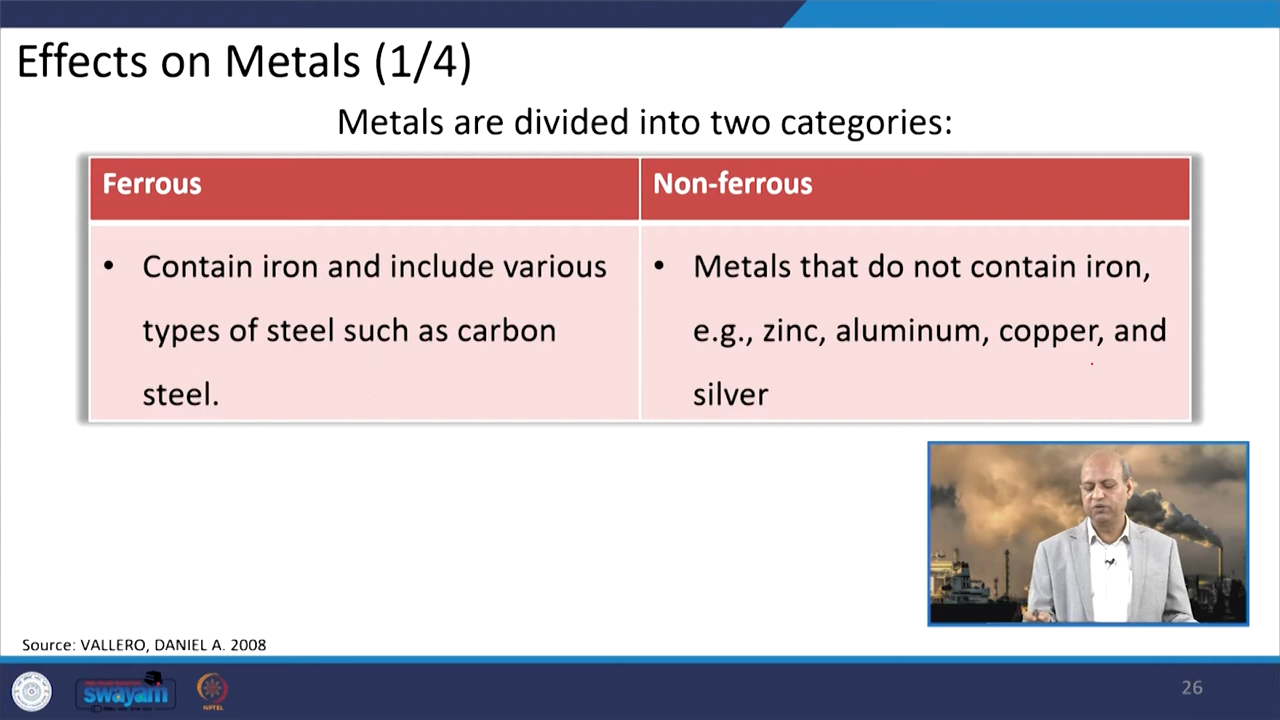 Effects on Metals (1/4)
Metals are divided into two categories:
Ferrous
Non-ferrous
• Contain iron and include various
types of steel such as carbon
steel.
• Metals that do not contain iron,
e.g., zinc, aluminum, copper, and
silver
Source: VALLERO, DANIEL A. 2008
swayam
NPTEL
26